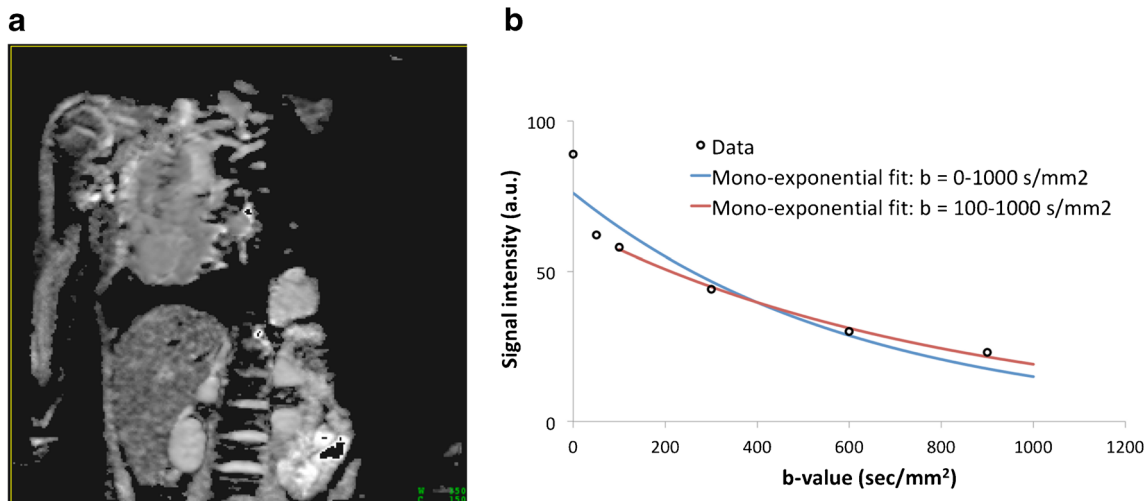 a
b
100
50
0
Signal intensity (a.u.)
Data
Mono-exponential fit: b = 0-1000 s/mm2
Mono-exponential fit: b = 100-1000 s/mm2
0 200 400 600 800 1000 1200
b-value (sec/mm²)
W
C